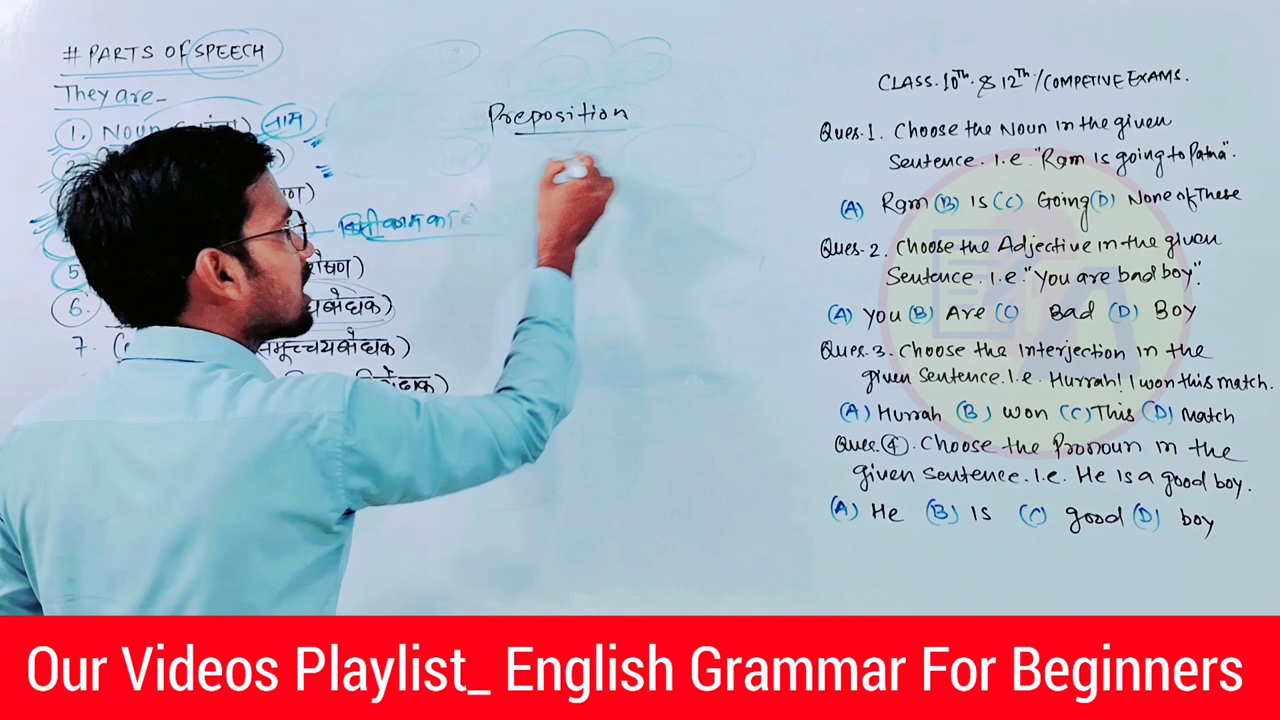 # PARTS OF SPEECH
They are-
1. Noun नाम
Preposition
किसी काम का
5
6.
7. समूच्चयबोधक)
CLASS. 10Th & 12Th/COMPETIVE EXAMS.
Ques.1. Choose the Noun in the given
Sentence. I.e "Ram is going to Patna".
(A) Ram (B) Is (C) Going (D) None of These
Ques.2. Choose the Adjective in the given
Sentence. I.e "You are bad boy".
(A) You (B) Are (C) Bad (D) Boy
Ques.3. Choose the Interjection in the
given Sentence. I.e. Hurrah! I won this match.
(A) Hurrah (B) won (C) This (D) Match
Ques. 4. Choose the Pronoun in the
given sentence. I.e. He is a good boy.
(A) He (B) Is (C) good (D) boy
Our Videos Playlist_ English Grammar For Beginners